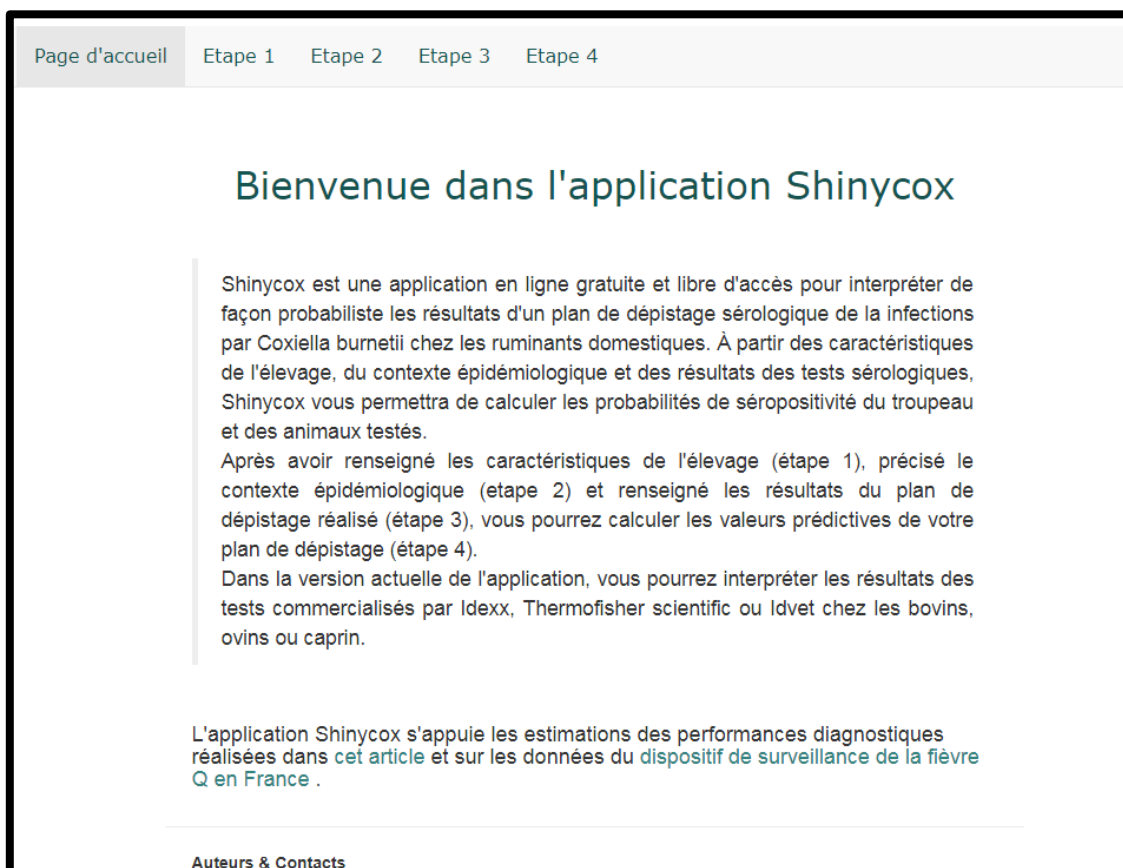 Page d'accueil Etape 1 Etape 2 Etape 3 Etape 4
Bienvenue dans l'application Shinycox
Shinycox est une application en ligne gratuite et libre d'accès pour interpréter de
façon probabiliste les résultats d'un plan de dépistage sérologique de la infections
par Coxiella burnetii chez les ruminants domestiques. À partir des caractéristiques
de l'élevage, du contexte épidémiologique et des résultats des tests sérologiques,
Shinycox vous permettra de calculer les probabilités de séropositivité du troupeau
et des animaux testés.
Après avoir renseigné les caractéristiques de l'élevage (étape 1), précisé le
contexte épidémiologique (etape 2) et renseigné les résultats du plan de
dépistage réalisé (étape 3), vous pourrez calculer les valeurs prédictives de votre
plan de dépistage (étape 4).
Dans la version actuelle de l'application, vous pourrez interpréter les résultats des
tests commercialisés par Idexx, Thermofisher scientific ou Idvet chez les bovins,
ovins ou caprin.
L'application Shinycox s'appuie les estimations des performances diagnostiques
réalisées dans cet article et sur les données du dispositif de surveillance de la fièvre
Q en France .
Auteurs & Contacts